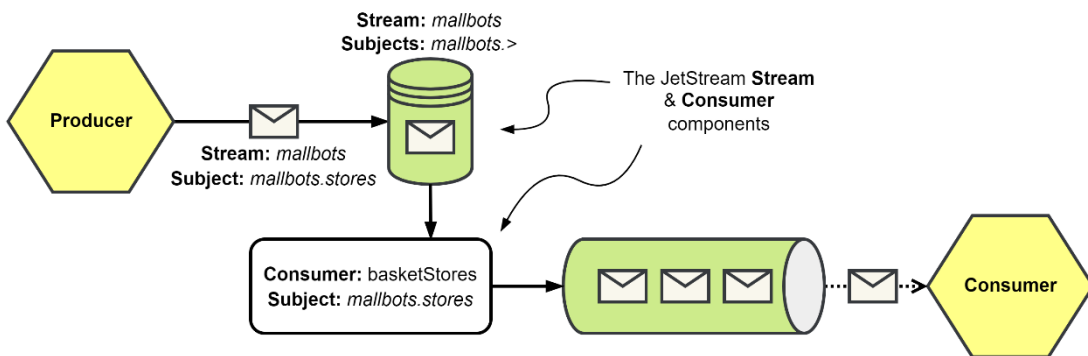 Stream: mallbots
Subjects: mallbots.>
The JetStream Stream
& Consumer
components
Producer
Stream: mallbots
Subject: mallbots.stores
Consumer: basketStores
Subject: mallbots.stores
Consumer